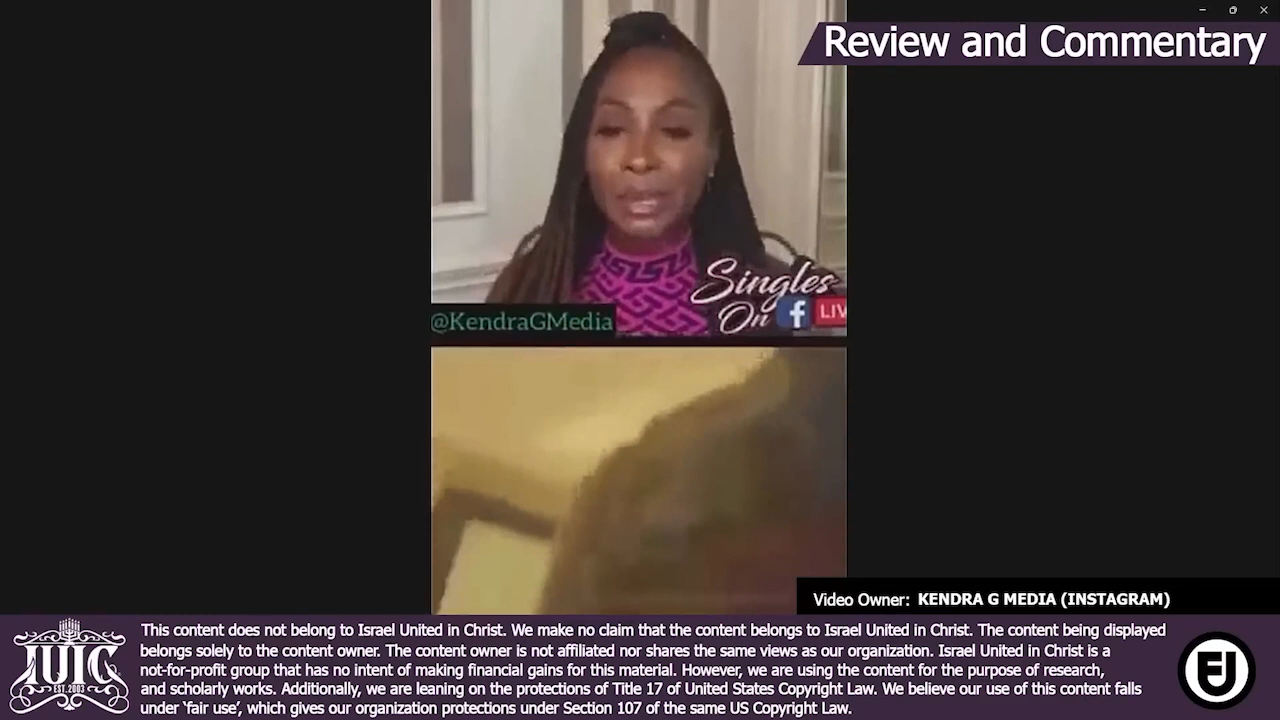 Review and Commentary
Singles
On f LIV
@KendraGMedia
Video Owner: KENDRA G MEDIA (INSTAGRAM)
This content does not belong to Israel United in Christ. We make no claim that the content belongs to Israel United in Christ. The content being displayed
belongs solely to the content owner. The content owner is not affiliated nor shares the same views as our organization. Israel United in Christ is a
not-for-profit group that has no intent of making financial gains for this material. However, we are using the content for the purpose of research,
and scholarly works. Additionally, we are leaning on the protections of Title 17 of United States Copyright Law. We believe our use of this content falls
under 'fair use', which gives our organization protections under Section 107 of the same US Copyright Law.
IUIC
EST.2003